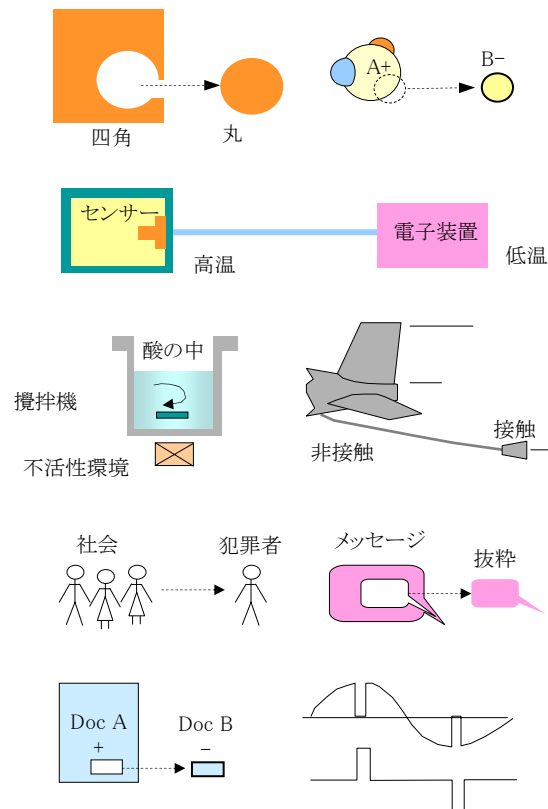 四角
丸
A+
B-
センサー
電子装置
高温
低温
酸の中
攪拌機
不活性環境
非接触
接触
社会
犯罪者
メッセージ
抜粋
Doc A
+
Doc B
-